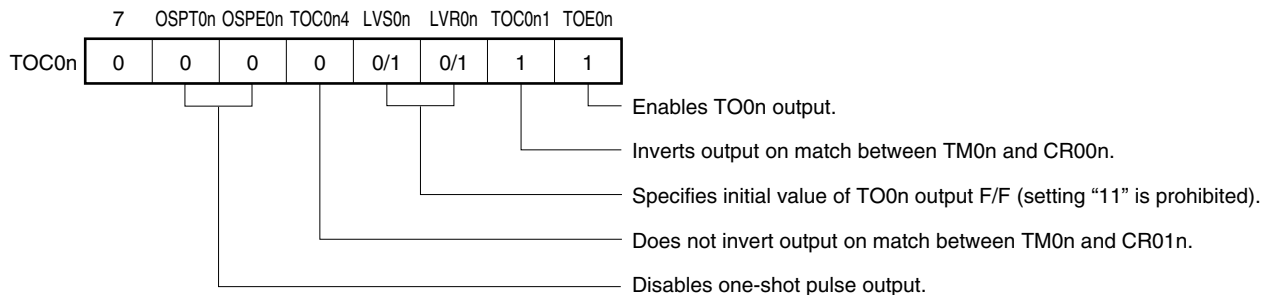 7 OSPT0n OSPE0n TOC0n4 LVS0n LVR0n TOC0n1 TOE0n
TOC0n 0 0 0 0 0/1 0/1 1 1
Enables TO0n output.
Inverts output on match between TM0n and CR00n.
Specifies initial value of TO0n output F/F (setting “11” is prohibited).
Does not invert output on match between TM0n and CR01n.
Disables one-shot pulse output.